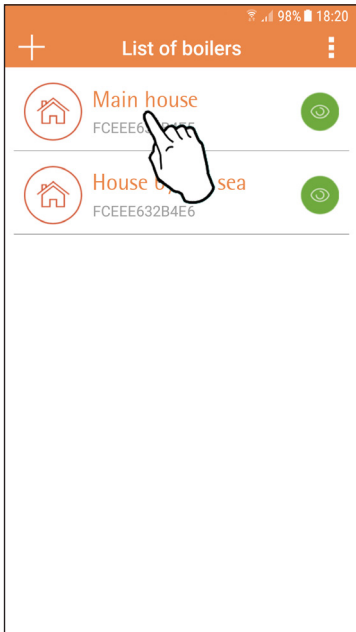 98% 18:20
List of boilers
Main house
House sea
FCEEE632B4E6